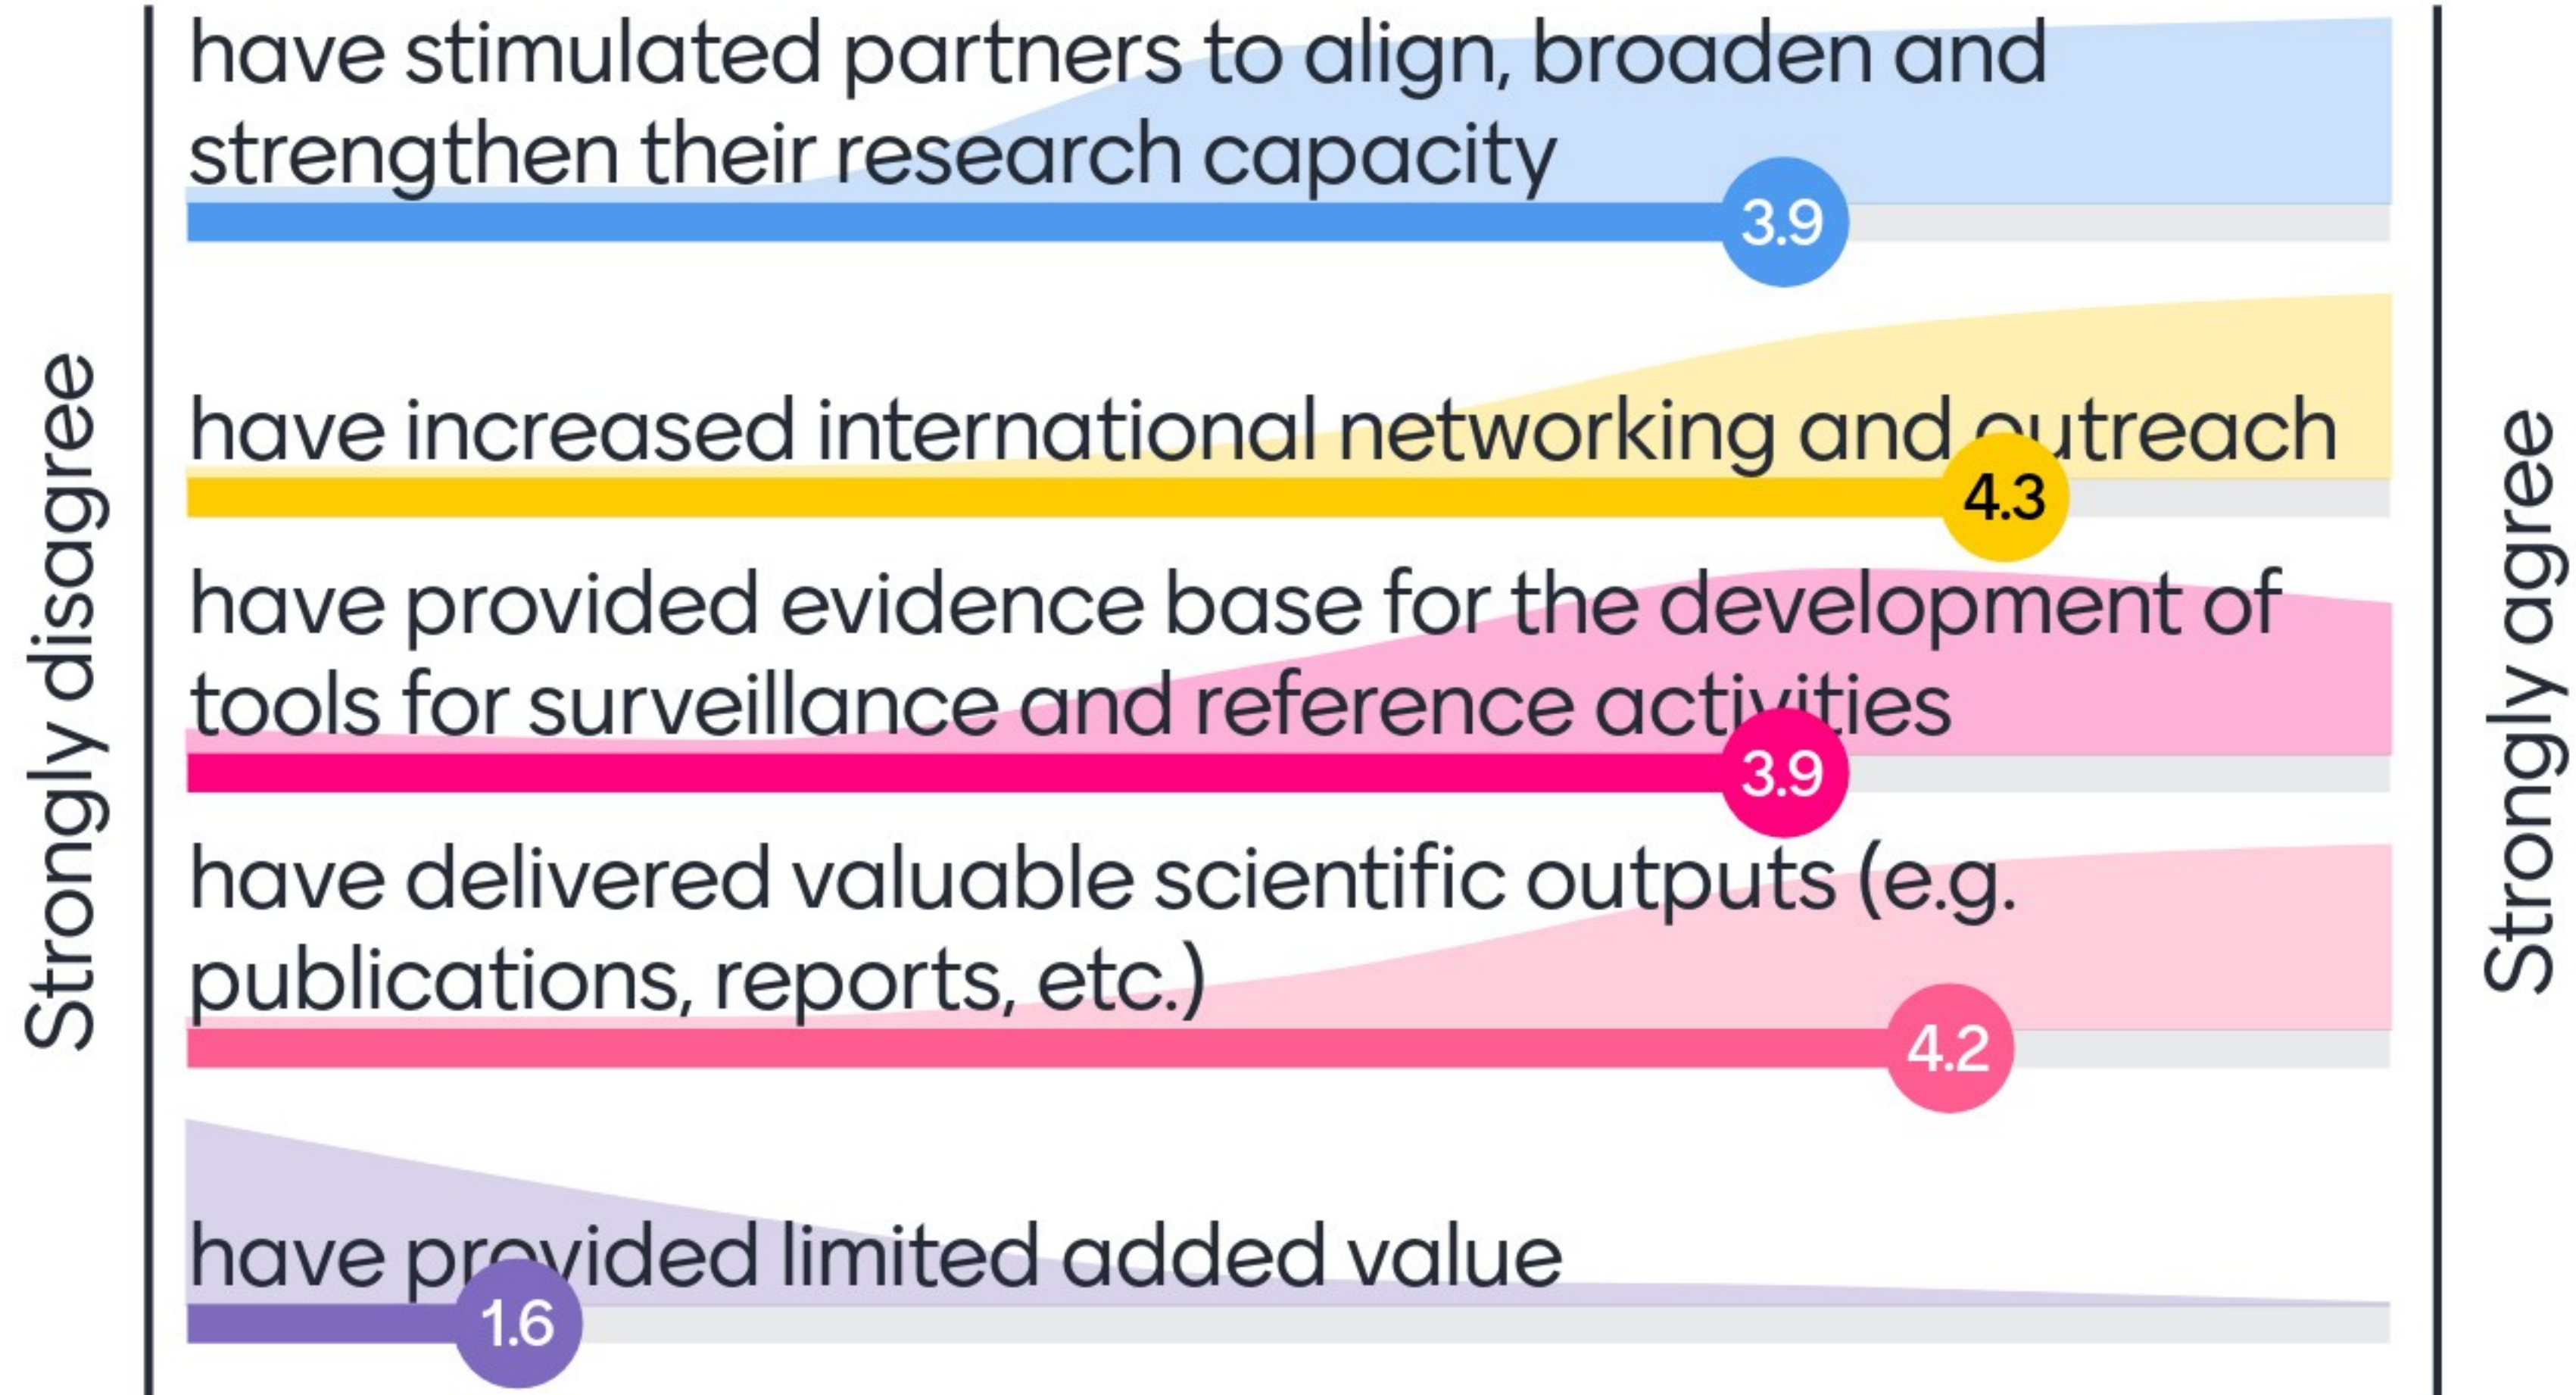 have stimulated partners to align, broaden and
strengthen their research capacity
3.9
have increased international networking and outreach
4.3
have provided evidence base for the development of
tools for surveillance and reference activities
3.9
have delivered valuable scientific outputs (e.g.
publications, reports, etc.)
4.2
have provided limited added value
1.6
Strongly disagree
Strongly agree